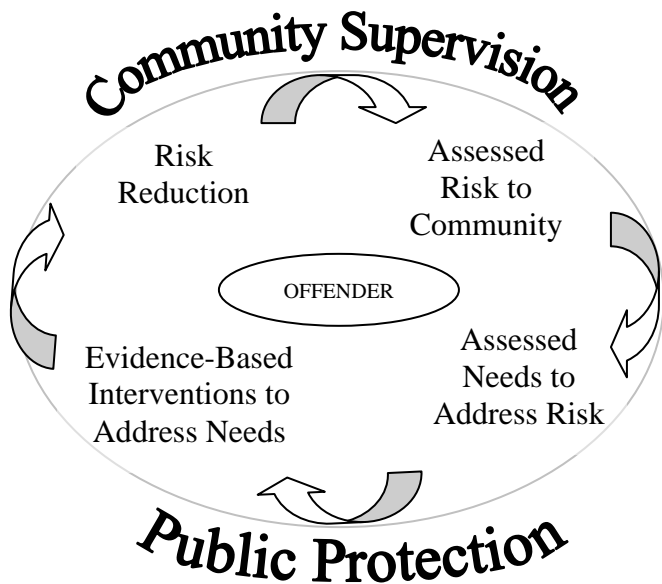 Community Supervision
Risk
Reduction
Assessed
Risk to
Community
OFFENDER
Evidence-Based
Interventions to
Address Needs
Assessed
Needs to
Address Risk
Public Protection